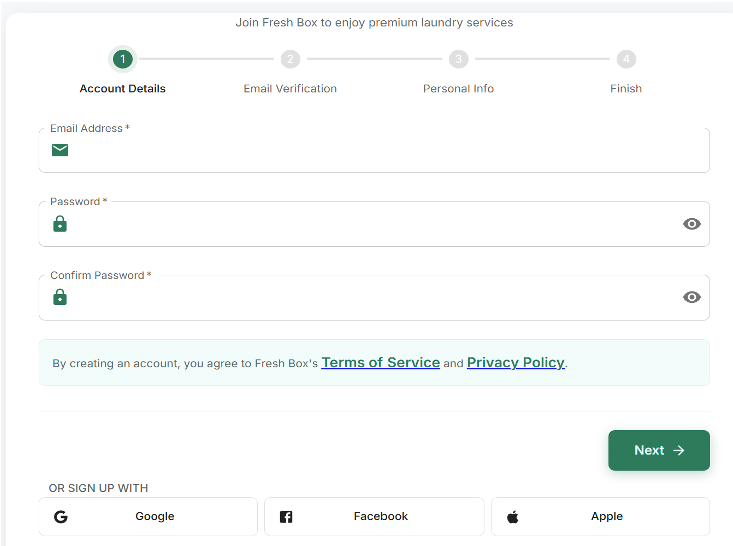 Join Fresh Box to enjoy premium laundry services
1 2 3 4
Account Details Email Verification Personal Info Finish
Email Address *
Password *
Confirm Password *
By creating an account, you agree to Fresh Box's Terms of Service and Privacy Policy.
Next →
OR SIGN UP WITH
Google Facebook Apple